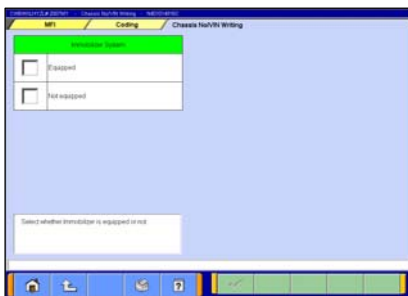 MFI Coding Chassis No/VIN Writing
Immobilizer System
Equipped
Not equipped
Select whether Immobilizer is equipped or not